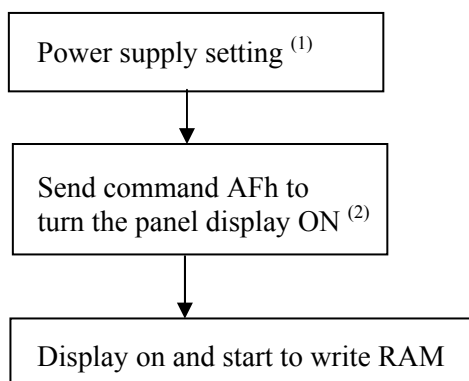 Power supply setting (1)
Send command AFh to
turn the panel display ON (2)
Display on and start to write RAM